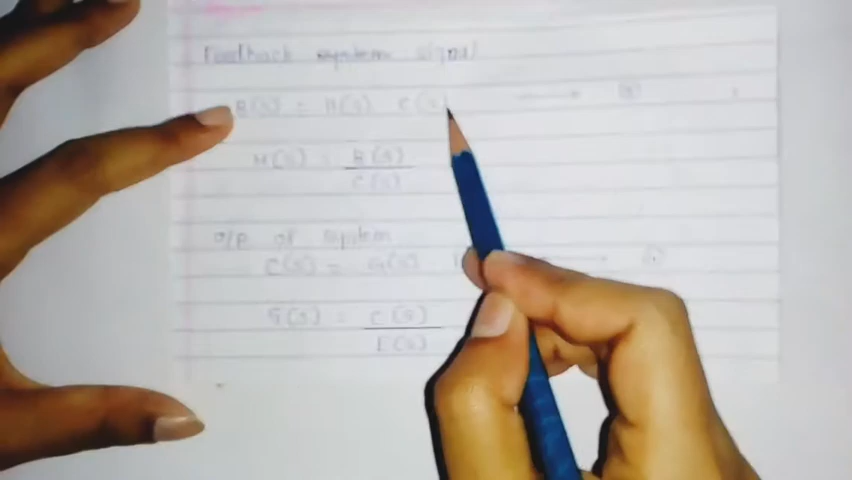 Feedback system signal
B(s) = H(s) C(s)
H(s) = B(s) / C(s)
o/p of system
C(s) = G(s)
G(s) = C(s) / E(s)